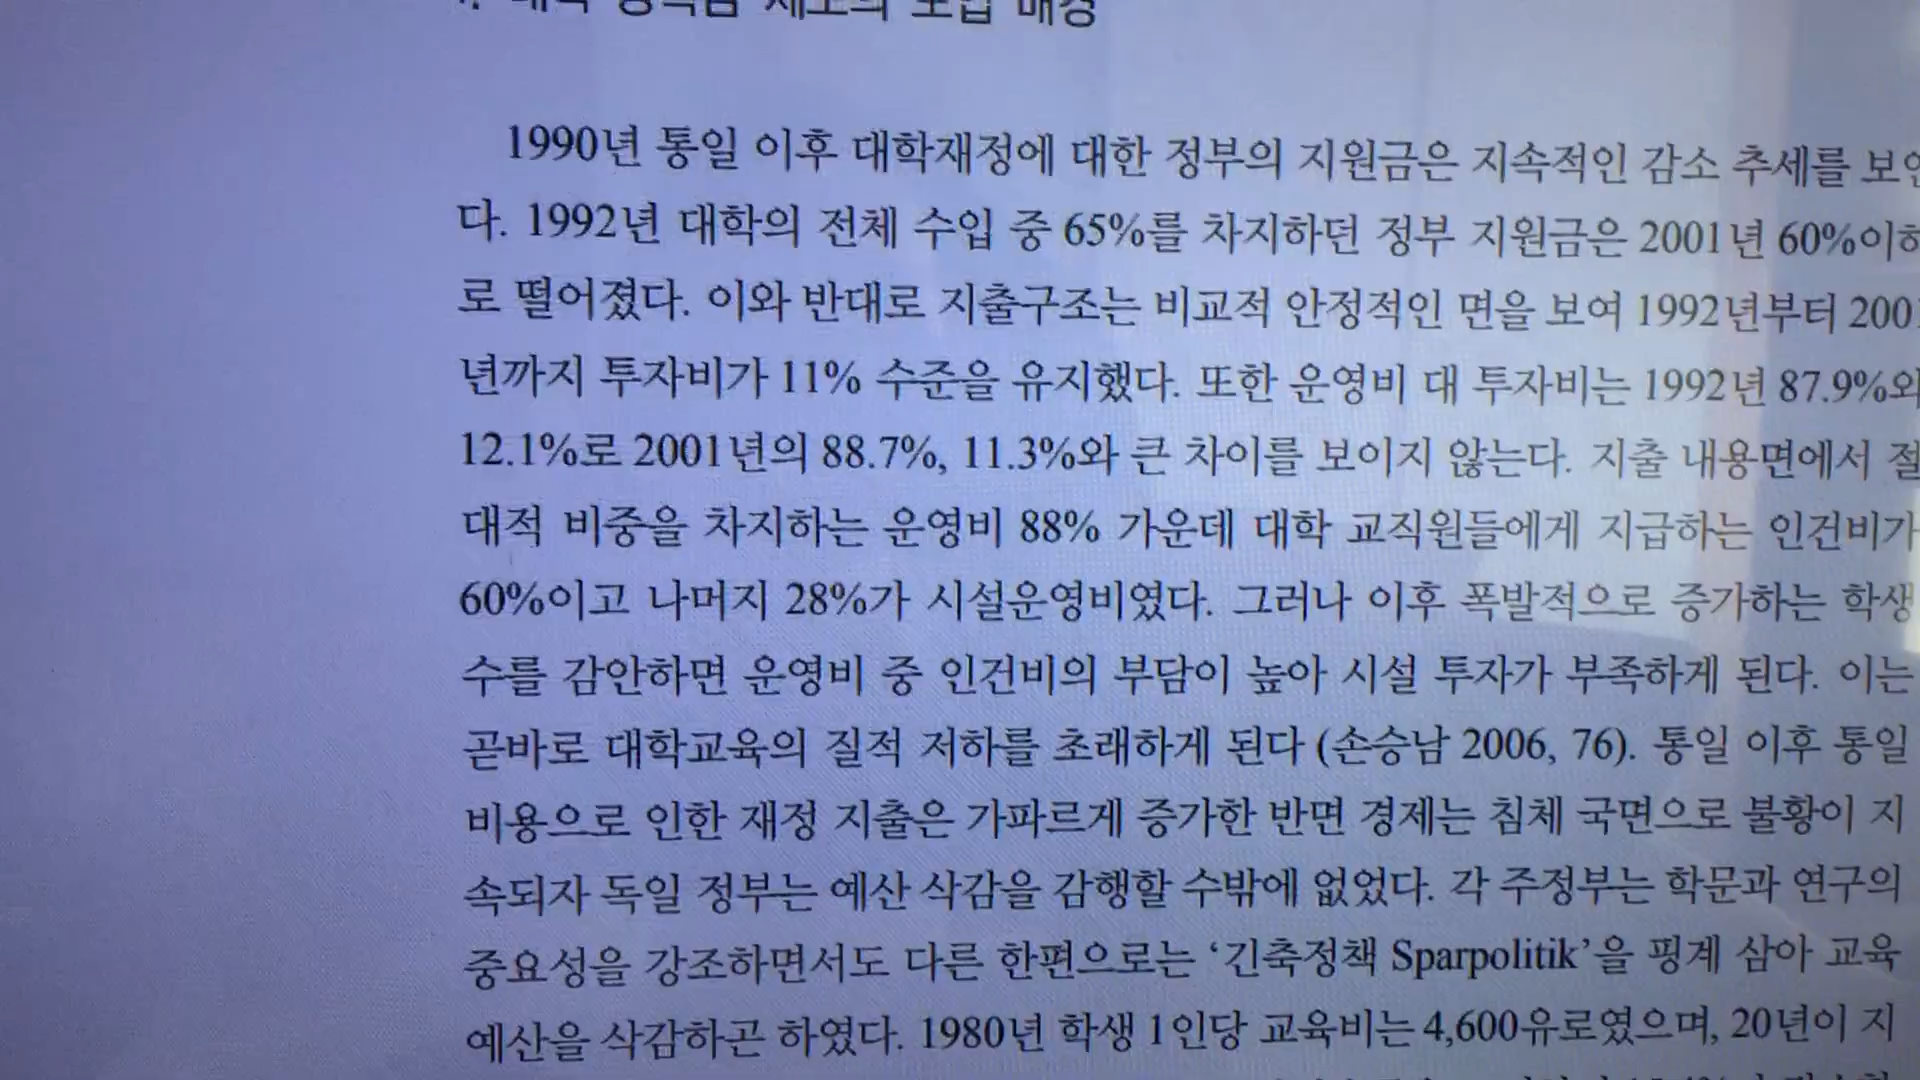 1990년 통일 이후 대학재정에 대한 정부의 지원금은 지속적인 감소 추세를
다. 1992년 대학의 전체 수입 중 65%를 차지하던 정부 지원금은 2001년
로 떨어졌다. 이와 반대로 지출구조는 비교적 안정적인 면을 보여 1992년부터
년까지 투자비가 11% 수준을 유지했다. 또한 운영비 대 투자비는 1992년 87.9%와
12.1%로 2001년의 88.7%, 11.3%와 큰 차이를 보이지 않는다. 지출 내용면에서 절
대적 비중을 차지하는 운영비 88% 가운데 대학 교직원들에게 지급하는 인건비가
60%이고 나머지 28%가 시설운영비였다. 그러나 이후 폭발적으로 증가하는 학생
수를 감안하면 운영비 중 인건비의 부담이 높아 시설 투자가 부족하게 된다. 이는
곧바로 대학교육의 질적 저하를 초래하게 된다 (손승남 2006, 76). 통일 이후 통일
비용으로 인한 재정 지출은 가파르게 증가한 반면 경제는 침체 국면으로 불황이 지
속되자 독일 정부는 예산 삭감을 감행할 수밖에 없었다. 각 주정부는 학문과 연구의
중요성을 강조하면서도 다른 한편으로는 ‘긴축정책 Sparpolitik’을 핑계 삼아 교육
예산을 삭감하곤 하였다. 1980년 학생 1인당 교육비는 4,600유로였으며, 20년이 지